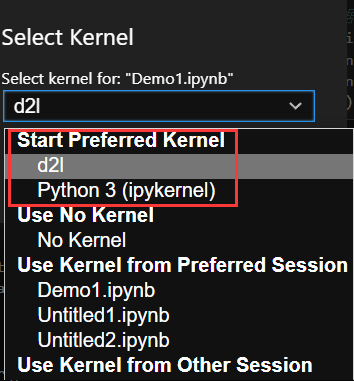 Select Kernel
Select kernel for: "Demo1.ipynb"
d2l
Start Preferred Kernel
d2l
Python 3 (ipykernel)
Use No Kernel
No Kernel
Use Kernel from Preferred Session
Demo1.ipynb
Untitled1.ipynb
Untitled2.ipynb
Use Kernel from Other Session